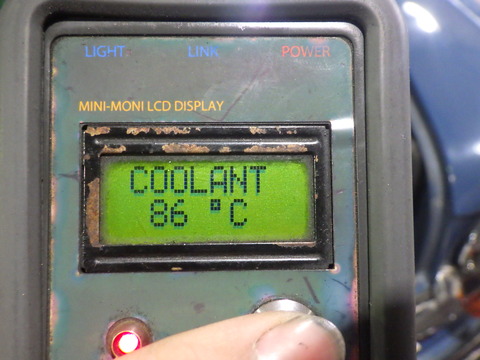 LIGHT LINK POWER
MINI-MONI LCD DISPLAY
COOLANT
86 °C